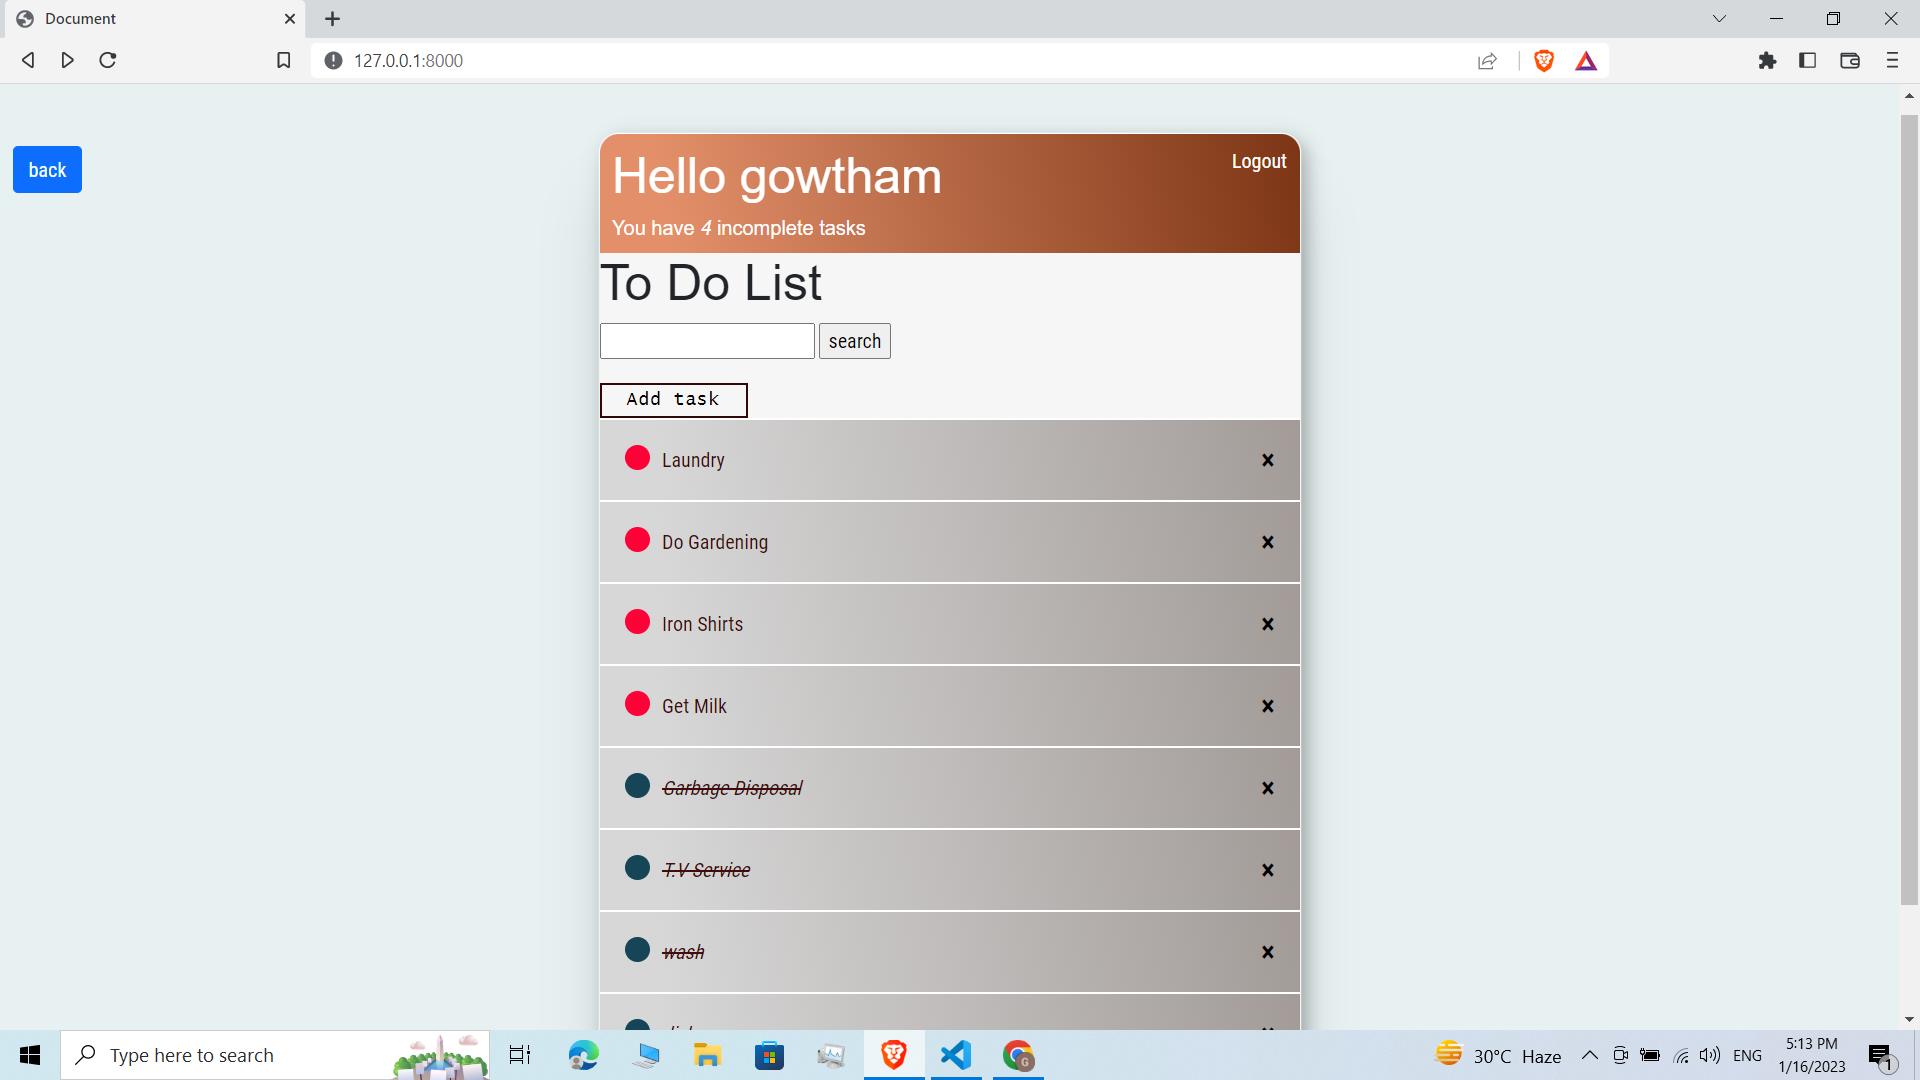 Document
127.0.0.1:8000
back
Hello gowtham
Logout
You have 4 incomplete tasks
To Do List
search
Add task
Laundry
Do Gardening
Iron Shirts
Get Milk
Garbage Disposal
T.V Service
wash
Type here to search
G
30°C Haze
ENG
5:13 PM
1/16/2023
1